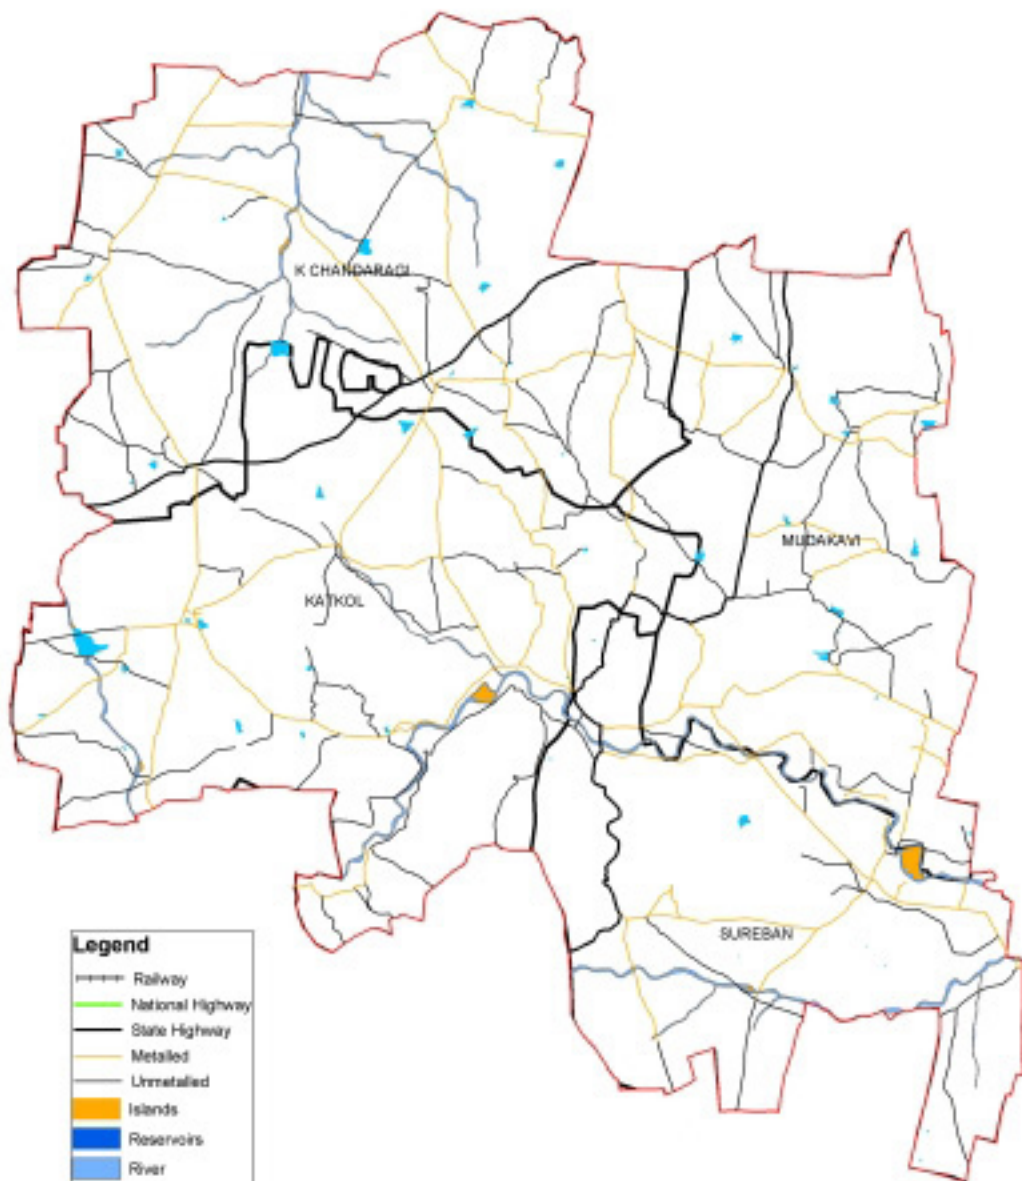 K CHANDARAGI
MUDAKAVI
KATKOL
SUREBAN
Legend
Railway
National Highway
State Highway
Metalled
Unmetalled
Islands
Reservoirs
River